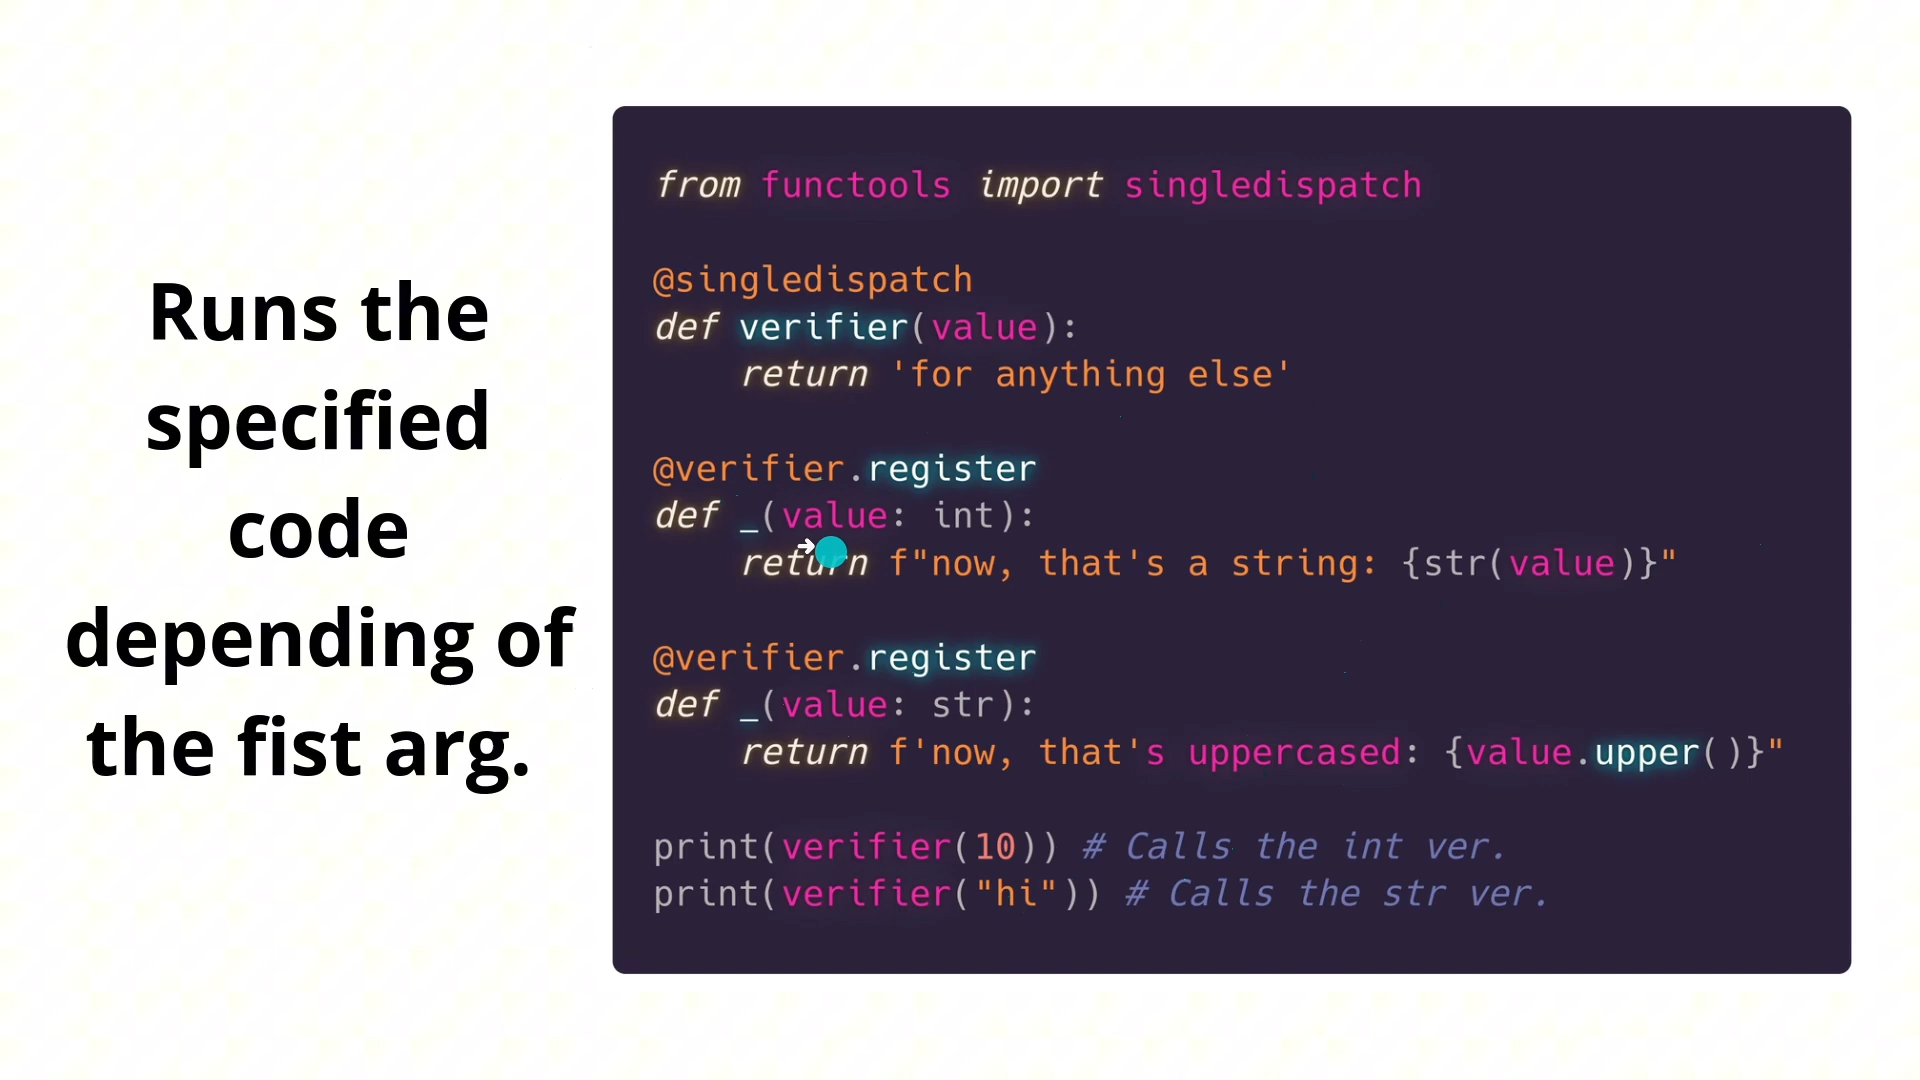 Runs the
specified
code
depending of
the fist arg.
from functools import singledispatch
@singledispatch
def verifier(value):
    return 'for anything else'
@verifier.register
def _(value: int):
    return f"now, that's a string: {str(value)}"
@verifier.register
def _(value: str):
    return f'now, that's uppercased: {value.upper()}"
print(verifier(10)) # Calls the int ver.
print(verifier("hi")) # Calls the str ver.